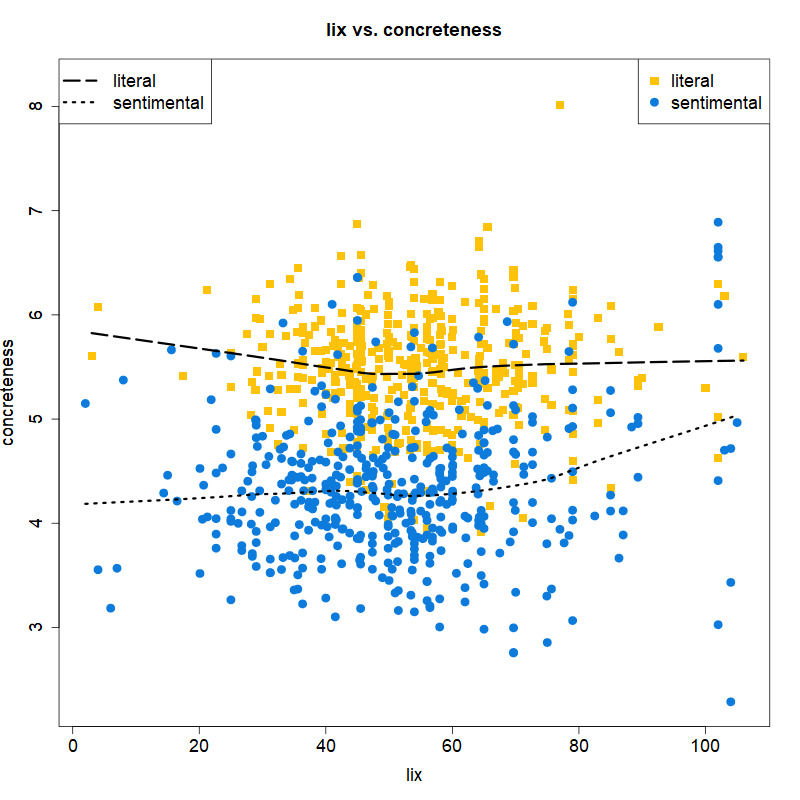 lix vs. concreteness
literal
sentimental
literal
sentimental
concreteness
8
7
6
5
4
3
0 20 40 60 80 100
lix